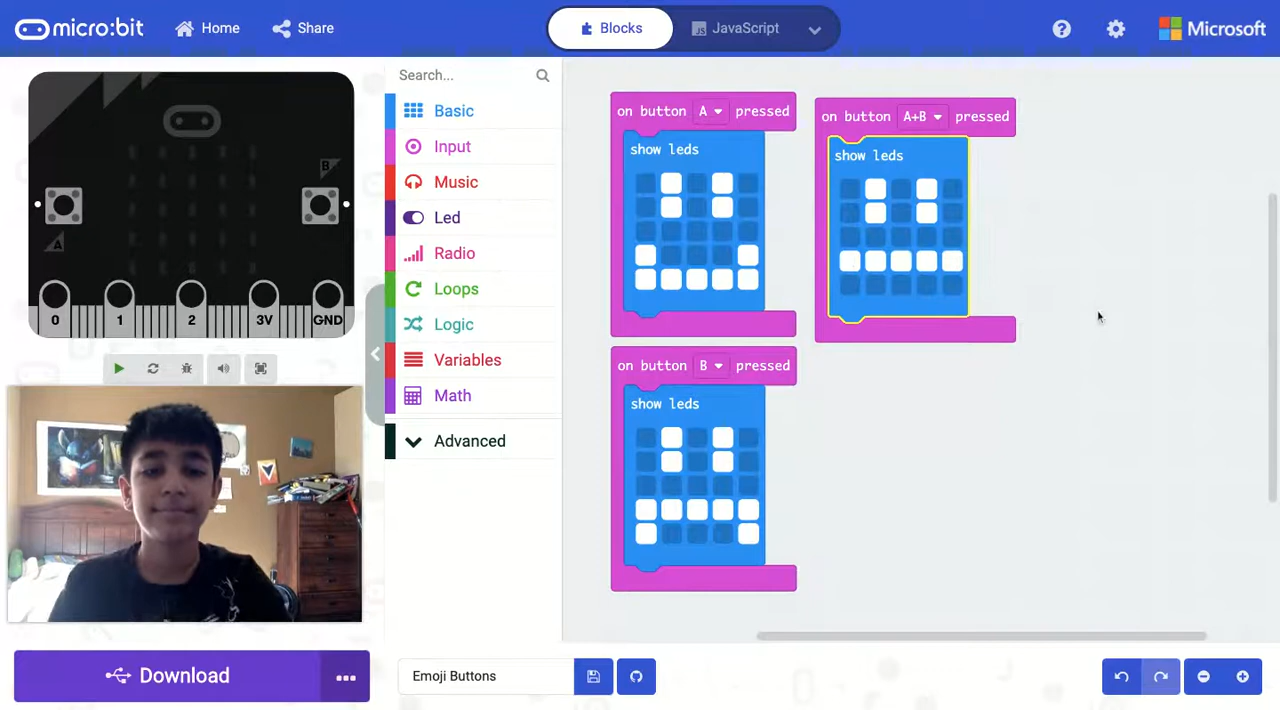 micro:bit
Home
Share
Blocks
JavaScript
Microsoft
B
A
0 1 2 3V GND
Search...
Basic
Input
Music
Led
Radio
Loops
Logic
Variables
Math
Advanced
on button A pressed
show leds
on button A+B pressed
show leds
on button B pressed
show leds
Download
Emoji Buttons